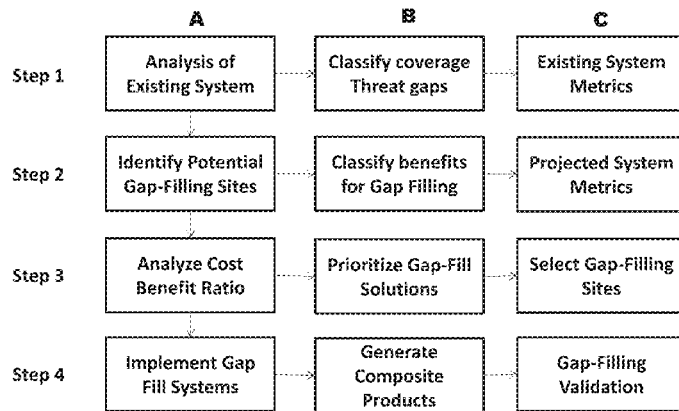 A B C
Step 1
Analysis of
Existing System
Classify coverage
Threat gaps
Existing System
Metrics
Step 2
Identify Potential
Gap-Filling Sites
Classify benefits
for Gap Filling
Projected System
Metrics
Step 3
Analyze Cost
Benefit Ratio
Prioritize Gap-Fill
Solutions
Select Gap-Filling
Sites
Step 4
Implement Gap
Fill Systems
Generate
Composite
Products
Gap-Filling
Validation